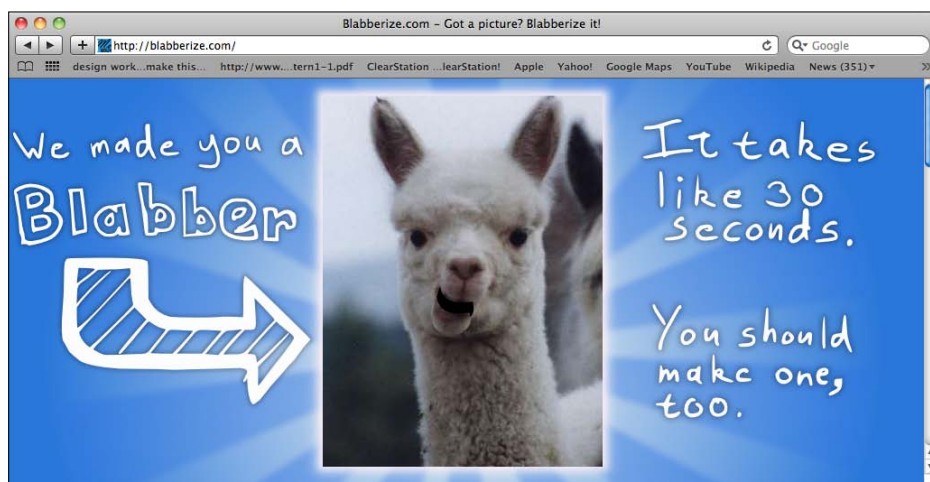 Blabberize.com – Got a picture? Blabberize it!
http://blabberize.com/
Google
design work...make this... http://www....tern1-1.pdf ClearStation ...learStation! Apple Yahoo! Google Maps YouTube Wikipedia News (351)
We made you a
Blabber
It takes
like 30
seconds.
You should
make one,
too.